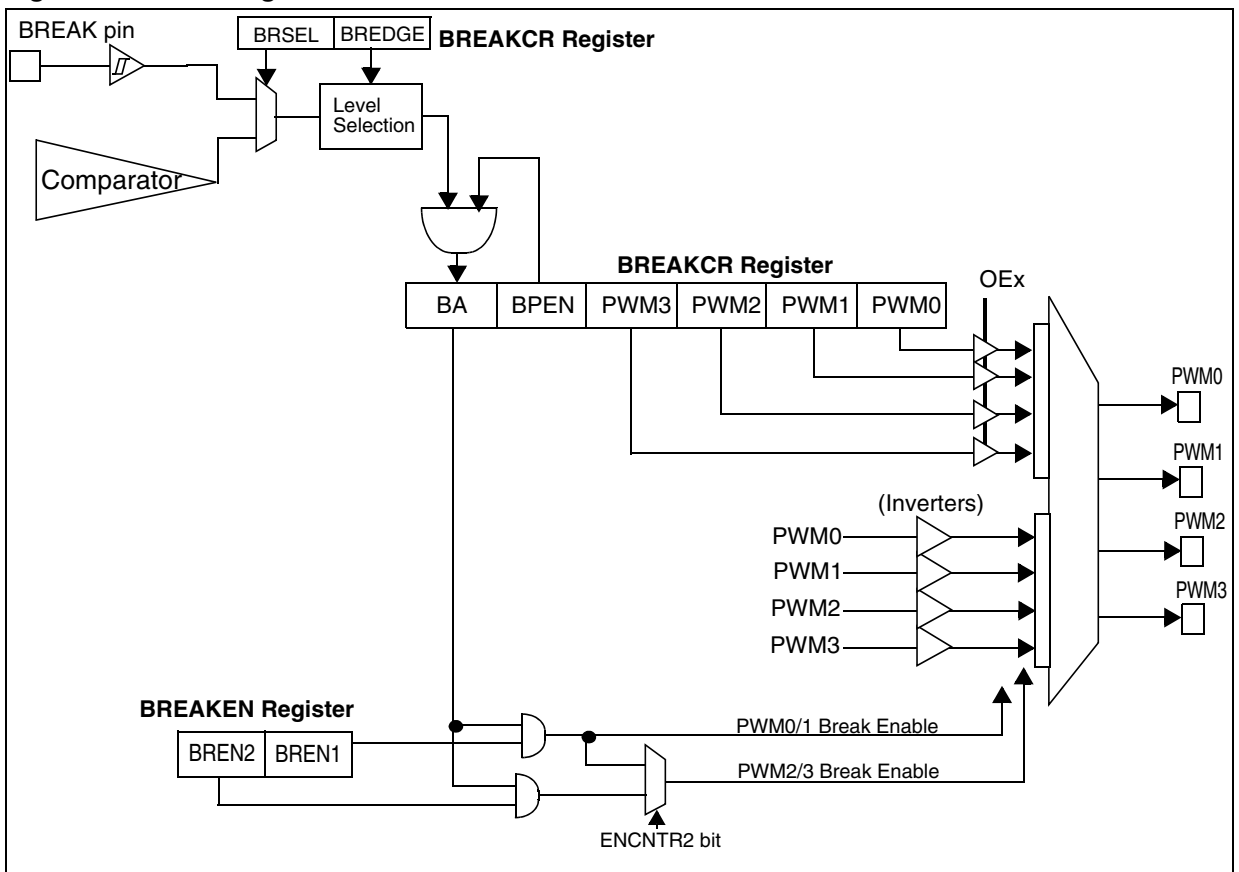 BREAK pin
BRSEL BREDGE BREAKCR Register
Level
Selection
Comparator
BREAKCR Register
OEx
BA BPEN PWM3 PWM2 PWM1 PWM0
PWM0
PWM1
PWM2
PWM3
(Inverters)
PWM0
PWM1
PWM2
PWM3
BREAKEN Register
BREN2 BREN1
PWM0/1 Break Enable
PWM2/3 Break Enable
ENCNTR2 bit